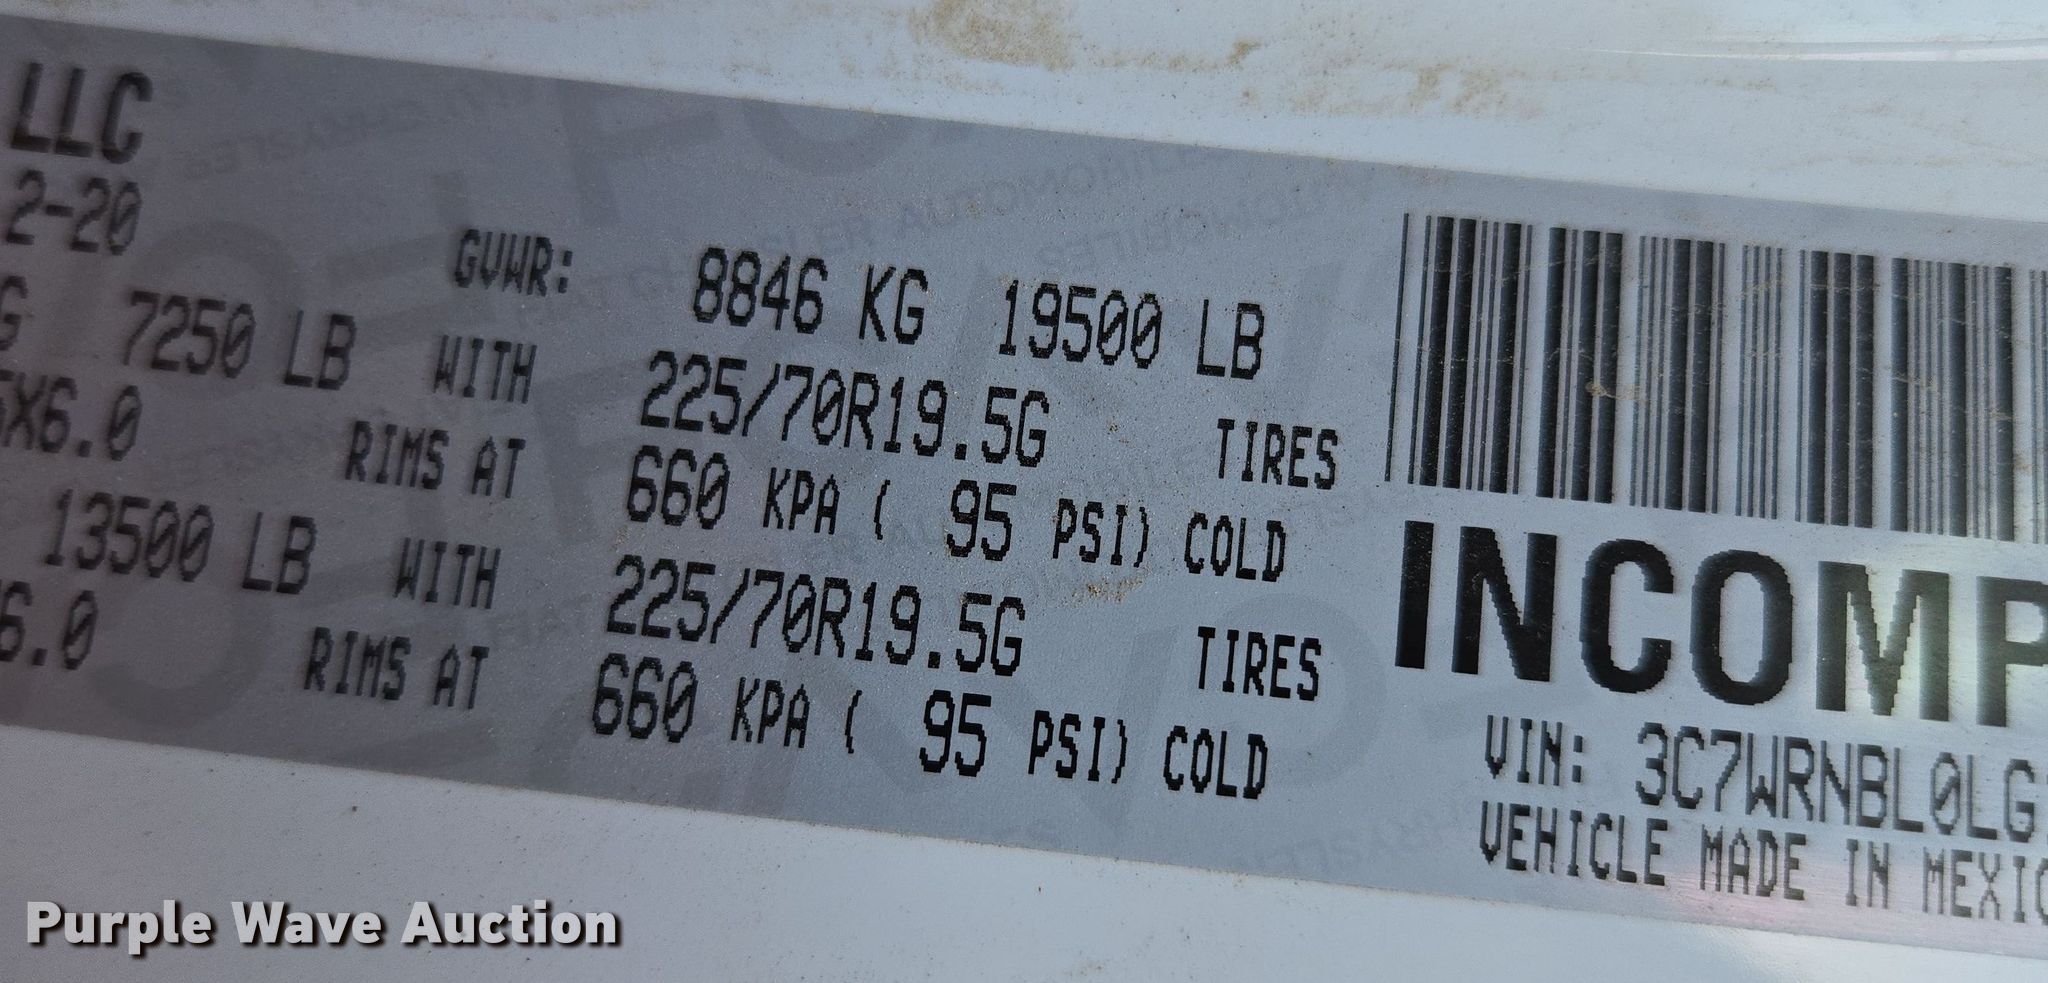 LLC
2-20
GVWR: 8846 KG 19500 LB
G 7250 LB WITH 225/70R19.5G TIRES
5X6.0 RIMS AT 660 KPA ( 95 PSI) COLD
13500 LB WITH 225/70R19.5G TIRES
6.0 RIMS AT 660 KPA ( 95 PSI) COLD
INCOMP
VIN: 3C7WRNBL0LG
VEHICLE MADE IN MEXIC
Purple Wave Auction